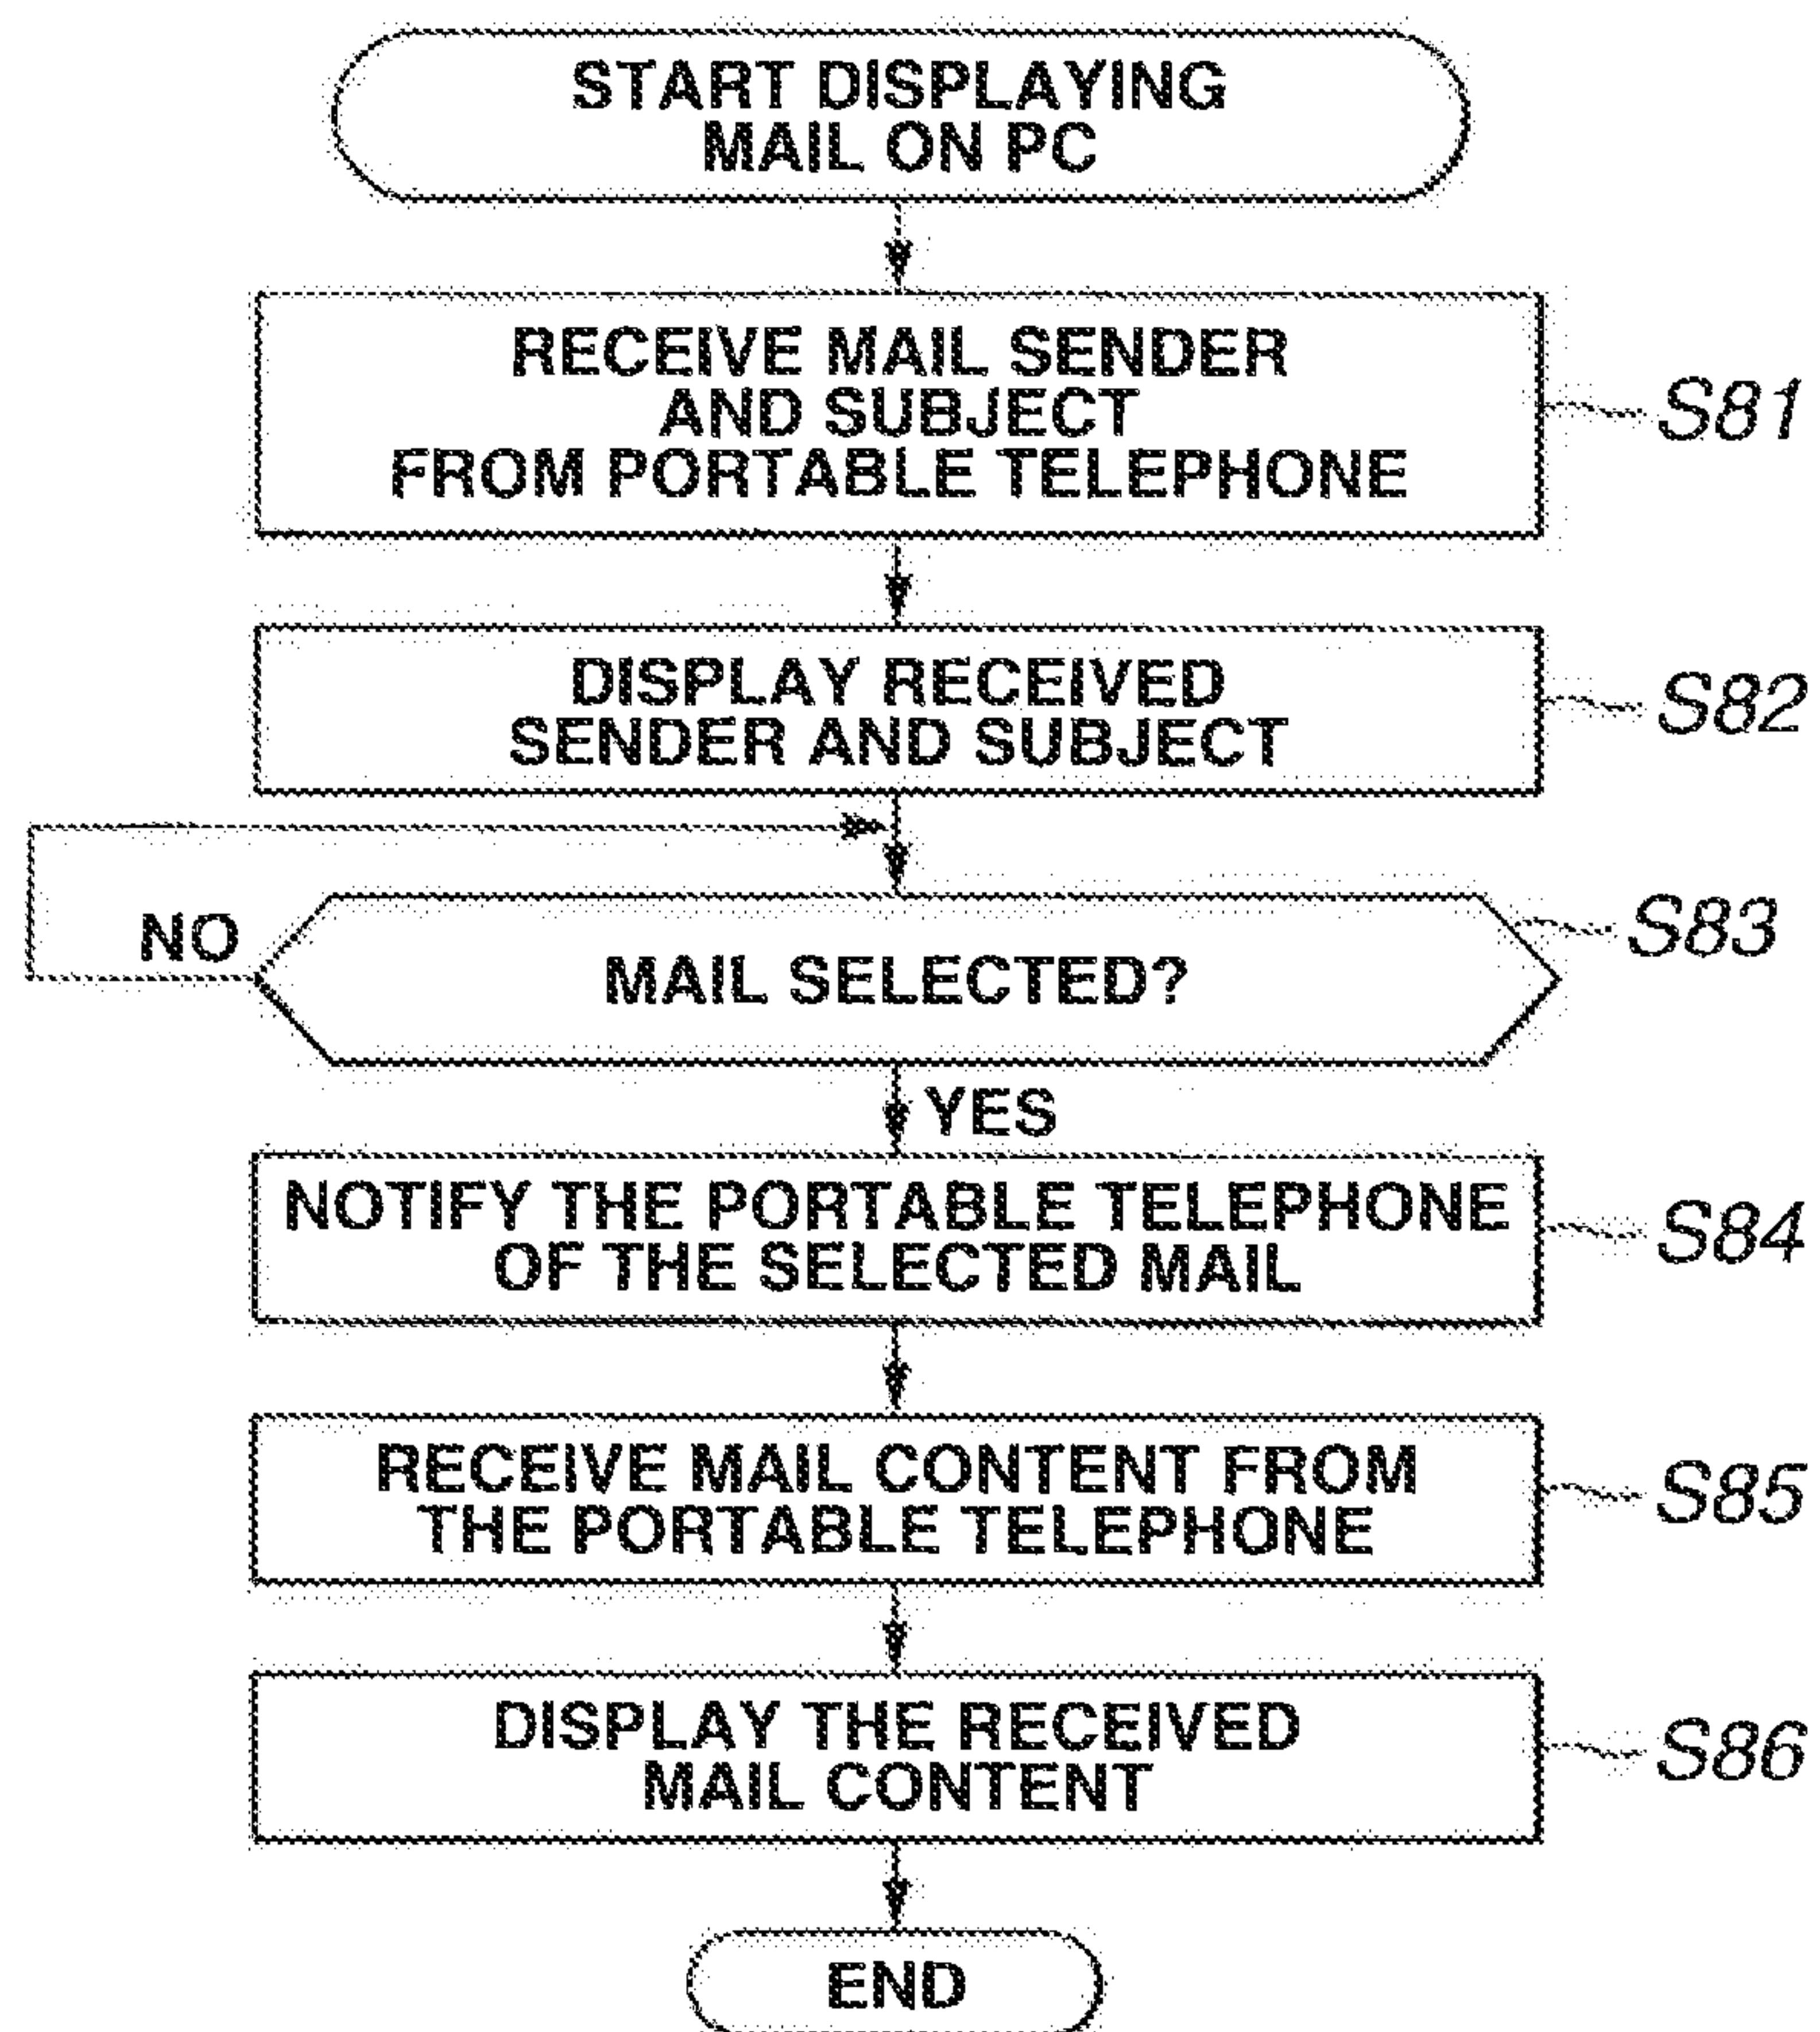 START DISPLAYING
MAIL ON PC
RECEIVE MAIL SENDER
AND SUBJECT
FROM PORTABLE TELEPHONE
S81
DISPLAY RECEIVED
SENDER AND SUBJECT
S82
NO
MAIL SELECTED?
S83
YES
NOTIFY THE PORTABLE TELEPHONE
OF THE SELECTED MAIL
S84
RECEIVE MAIL CONTENT FROM
THE PORTABLE TELEPHONE
S85
DISPLAY THE RECEIVED
MAIL CONTENT
S86
END